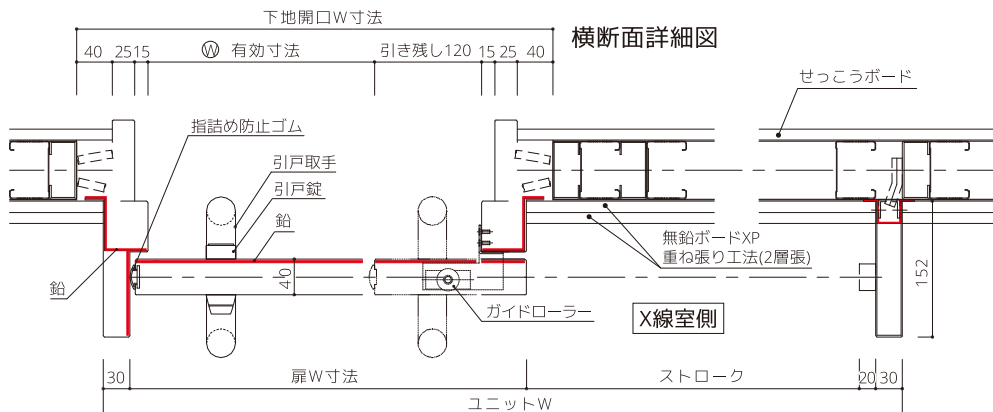 下地開口W寸法
横断面詳細図
40 25 15 Ⓦ 有効寸法 引き残し120 15 25 40
せっこうボード
指詰め防止ゴム
引戸取手
引戸錠
鉛
無鉛ボードXP
重ね張り工法(2層張)
鉛
40
152
ガイドローラー
X線室側
30 扉W寸法 ストローク 20 30
ユニットW